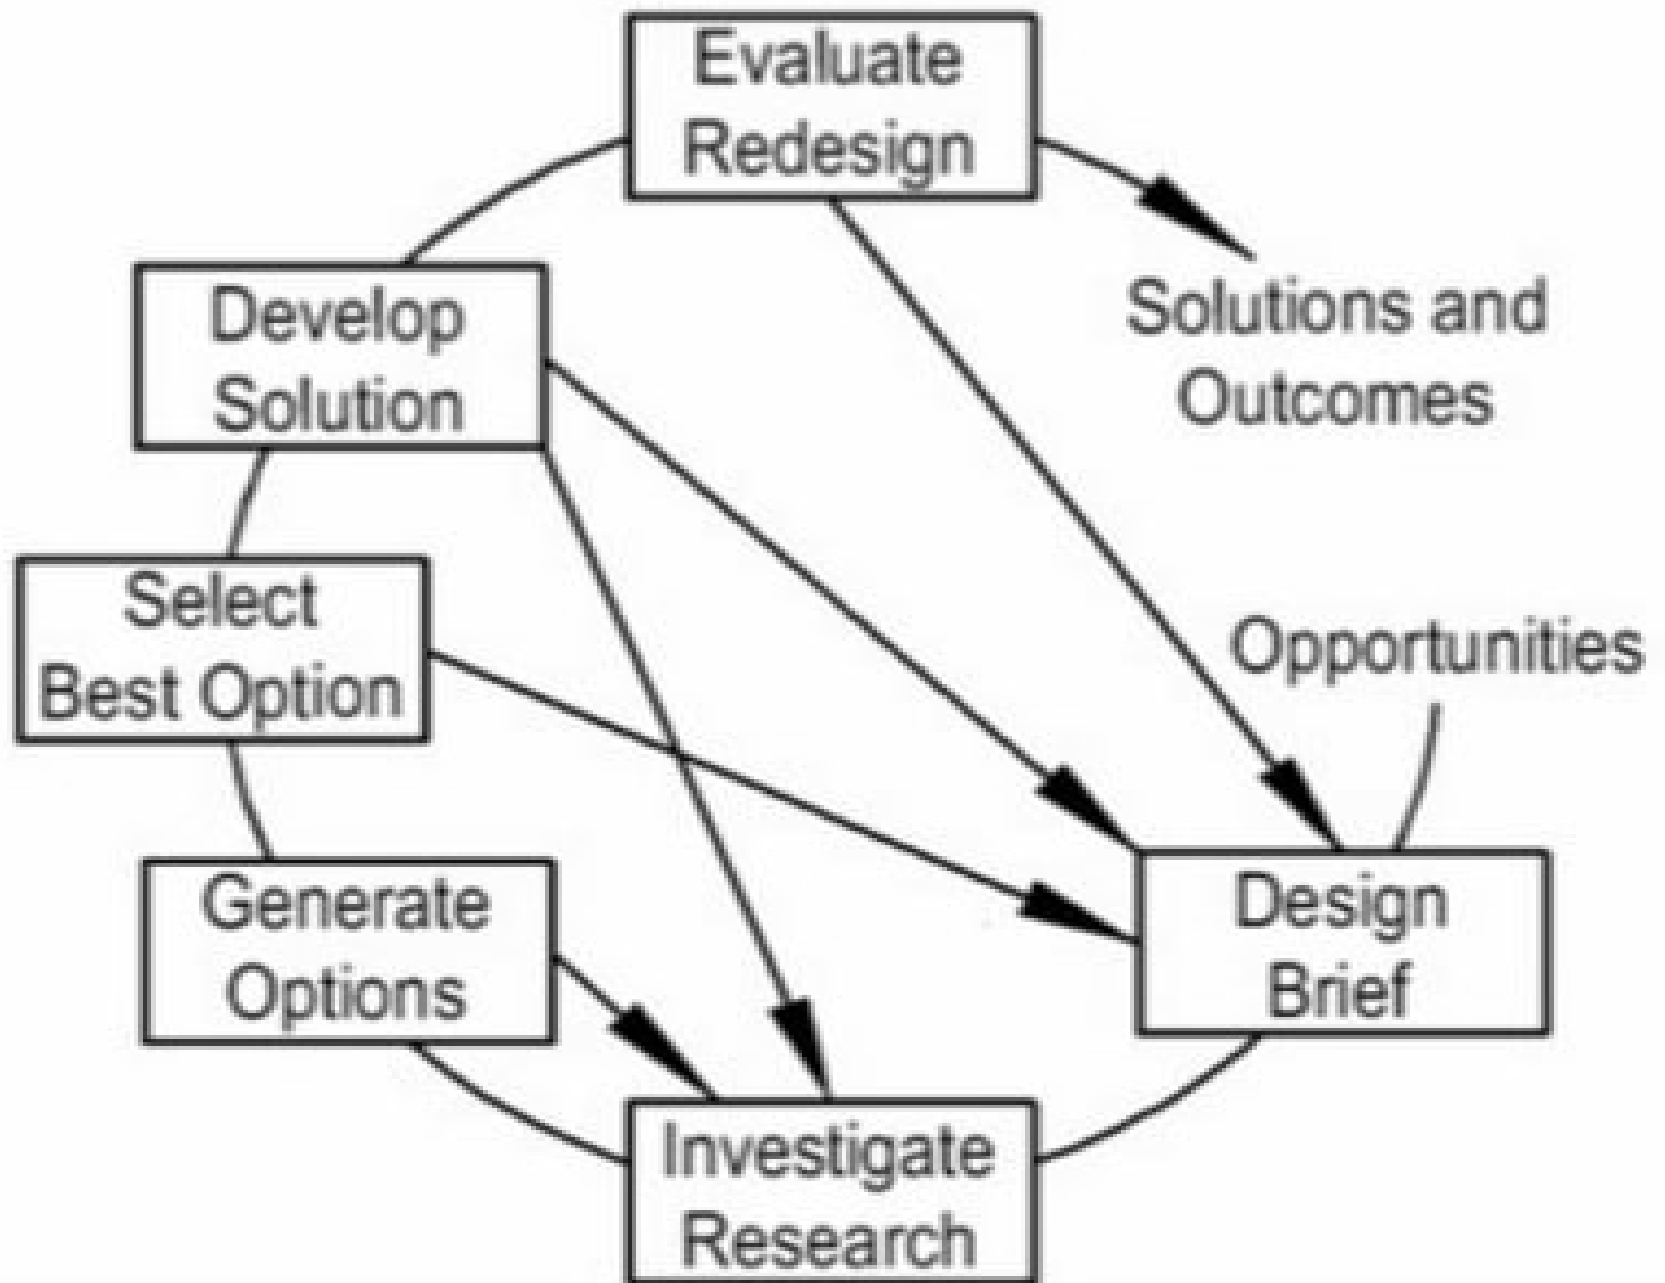 Evaluate
Redesign
Develop
Solution
Solutions and
Outcomes
Select
Best Option
Opportunities
Generate
Options
Design
Brief
Investigate
Research